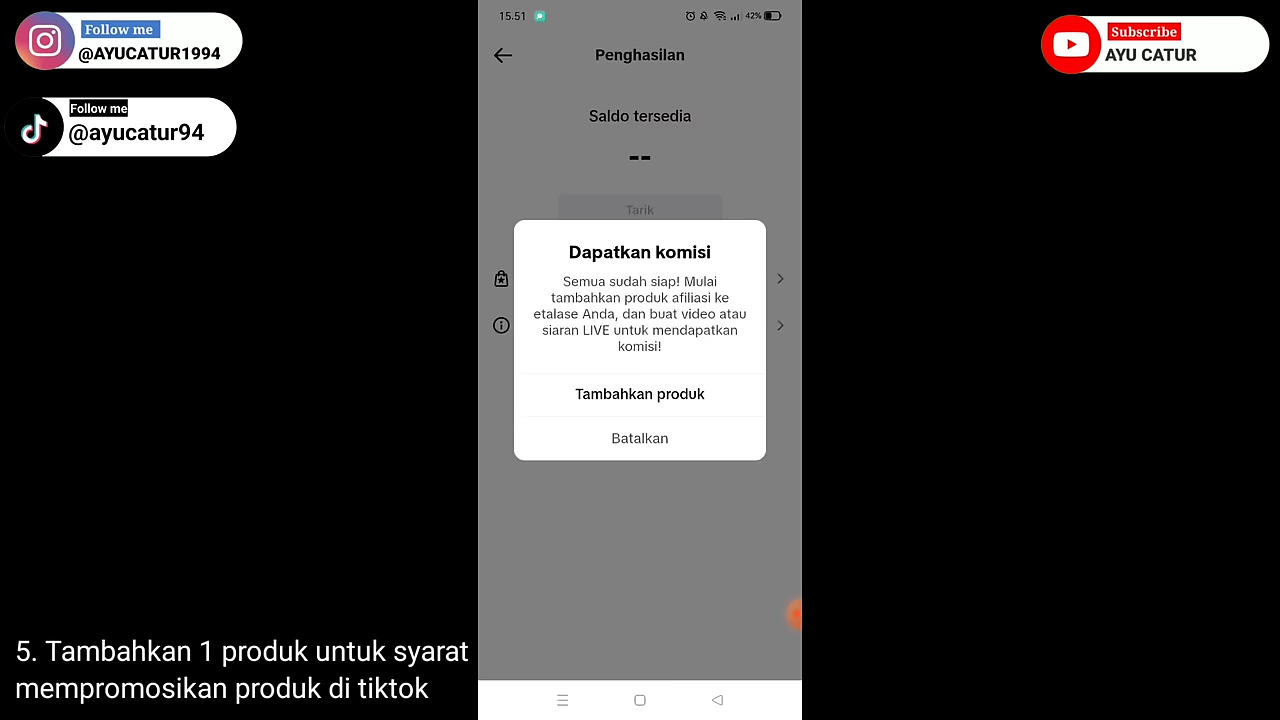 Follow me
@AYUCATUR1994
Follow me
@ayucatur94
Subscribe
AYU CATUR
15.51
42%
Penghasilan
Saldo tersedia
--
Tarik
Dapatkan komisi
Semua sudah siap! Mulai
tambahkan produk afiliasi ke
etalase Anda, dan buat video atau
siaran LIVE untuk mendapatkan
komisi!
Tambahkan produk
Batalkan
5. Tambahkan 1 produk untuk syarat
mempromosikan produk di tiktok